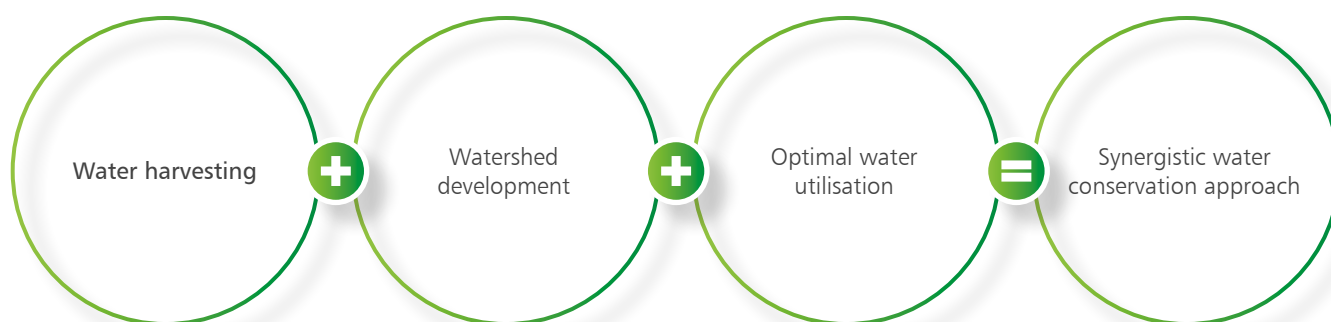 Water harvesting
+
Watershed
development
+
Optimal water
utilisation
=
Synergistic water
conservation approach